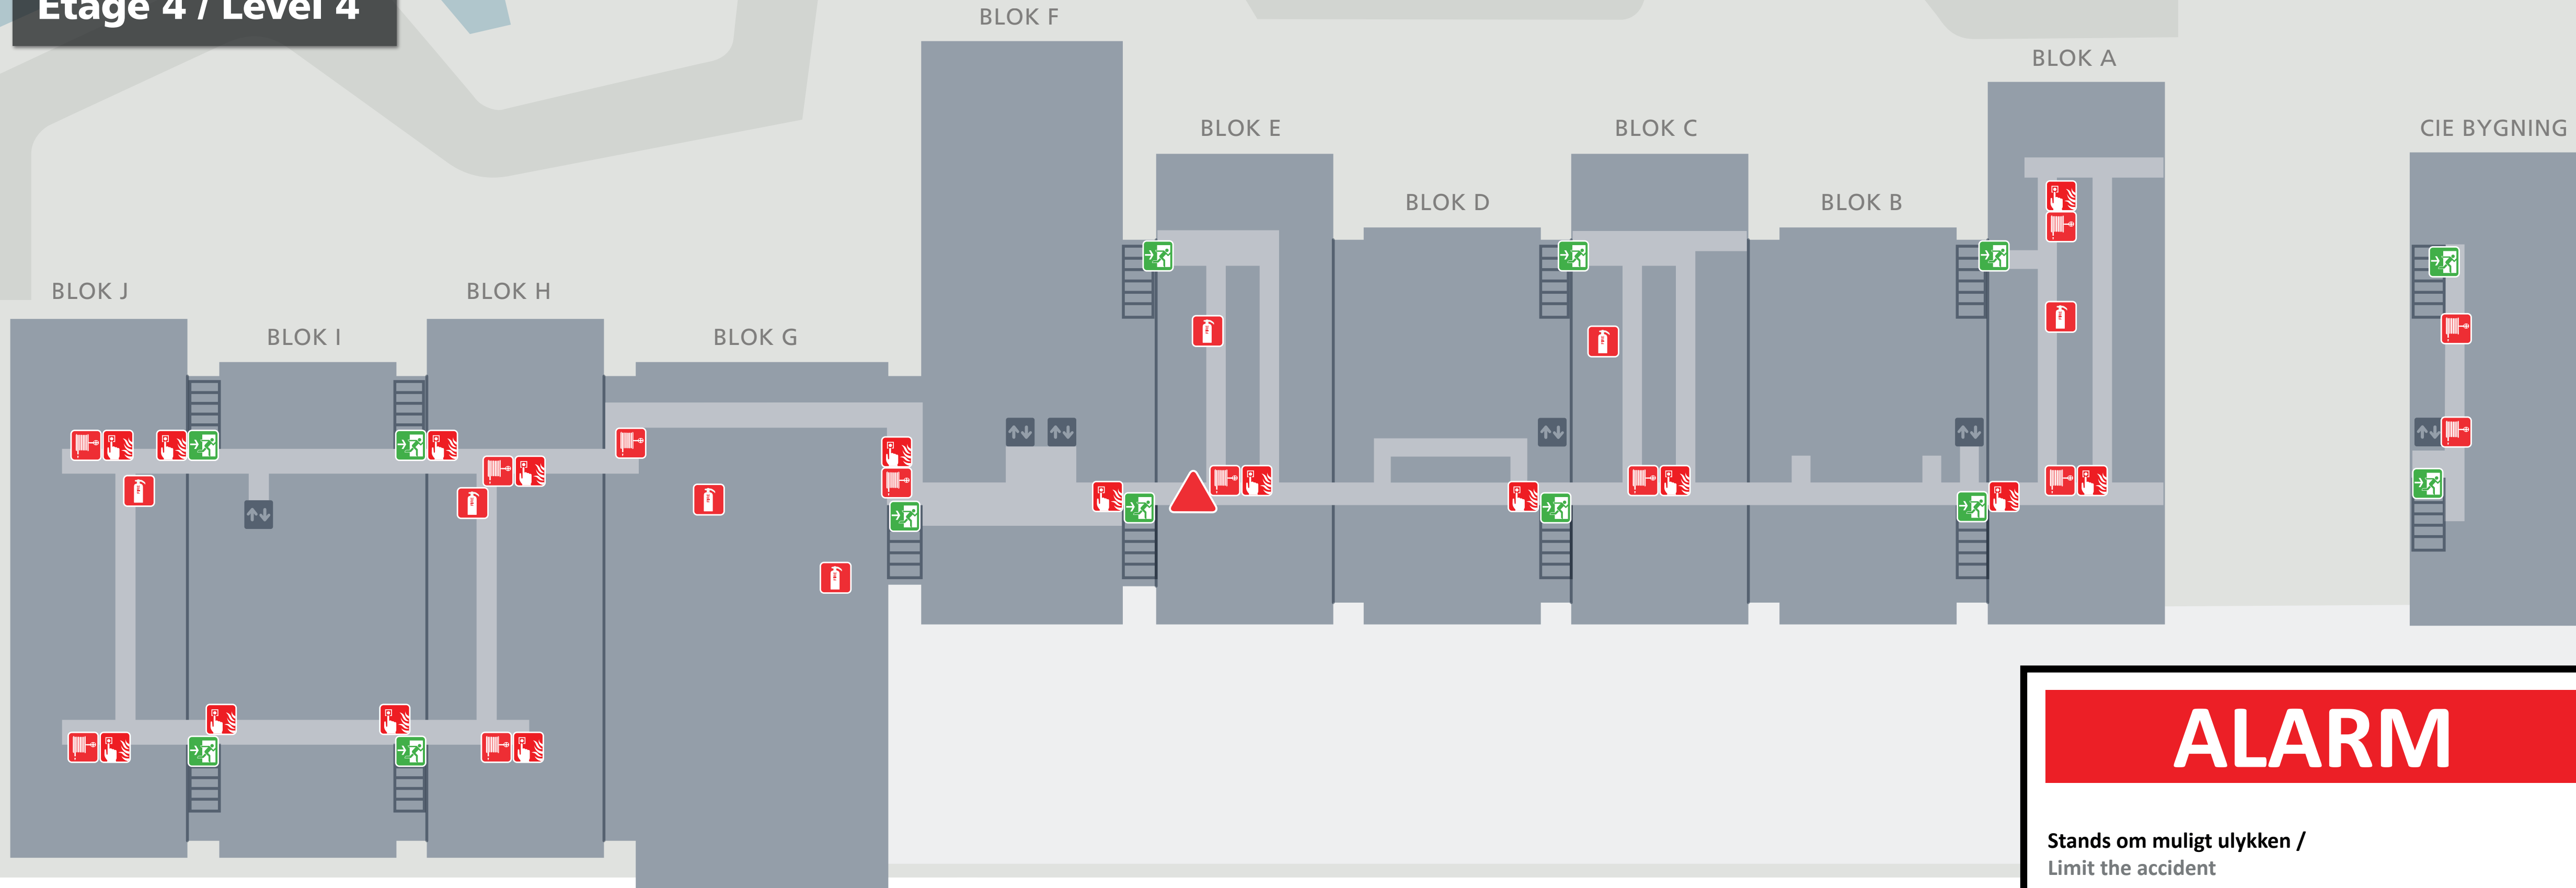 Etage 4 / Level 4
BLOK F
BLOK A
BLOK E
BLOK C
CIE BYGNING
BLOK D
BLOK B
BLOK J
BLOK H
BLOK I
BLOK G
ALARM
Stands om muligt ulykken /
Limit the accident